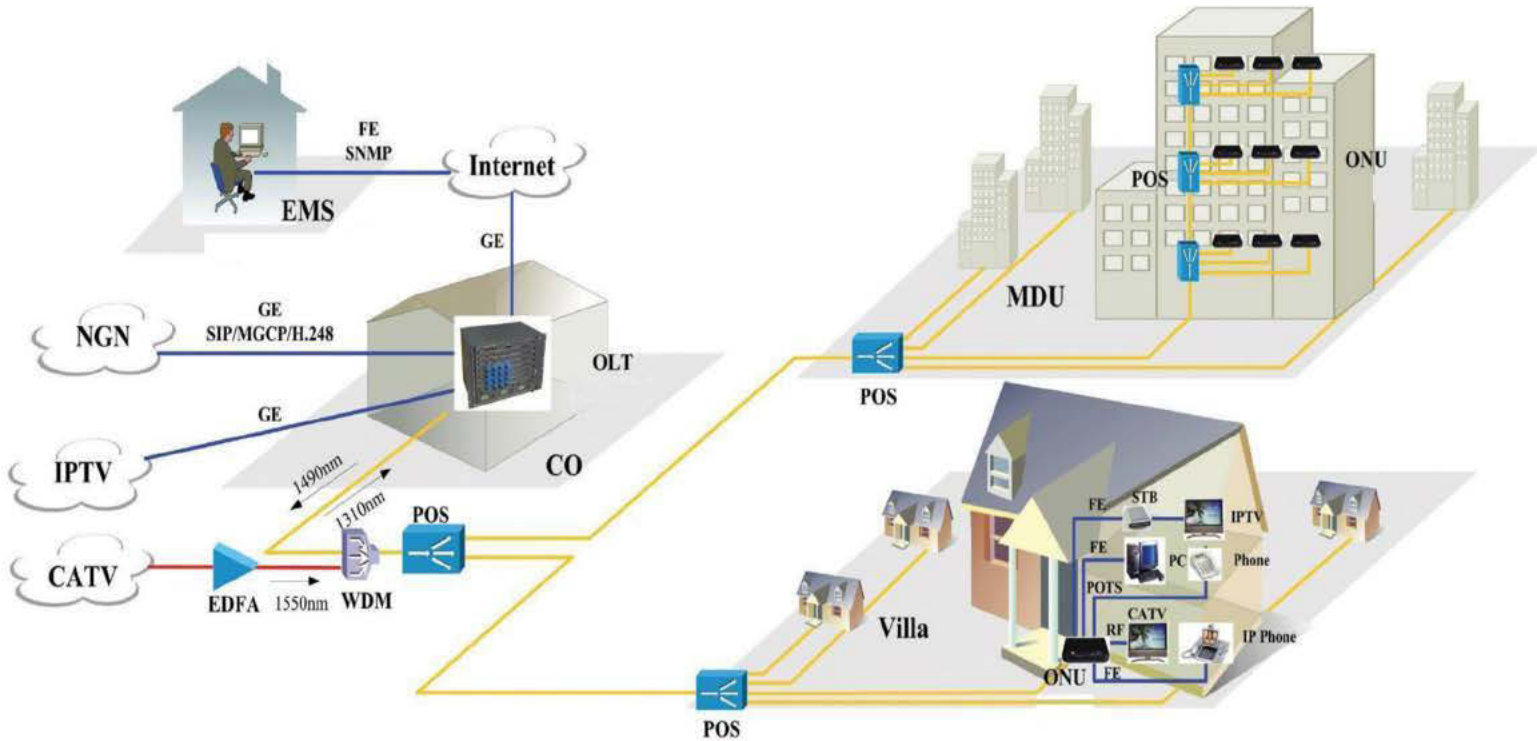 FE
SNMP
Internet
EMS
GE
NGN
GE
SIP/MGCP/H.248
OLT
GE
IPTV
CO
1490nm
1310nm
POS
CATV
EDFA
1550nm
WDM
POS
ONU
MDU
POS
Villa
FE
STB
IPTV
FE
PC
Phone
POTS
CATV
RF
IP Phone
ONU
FE
POS